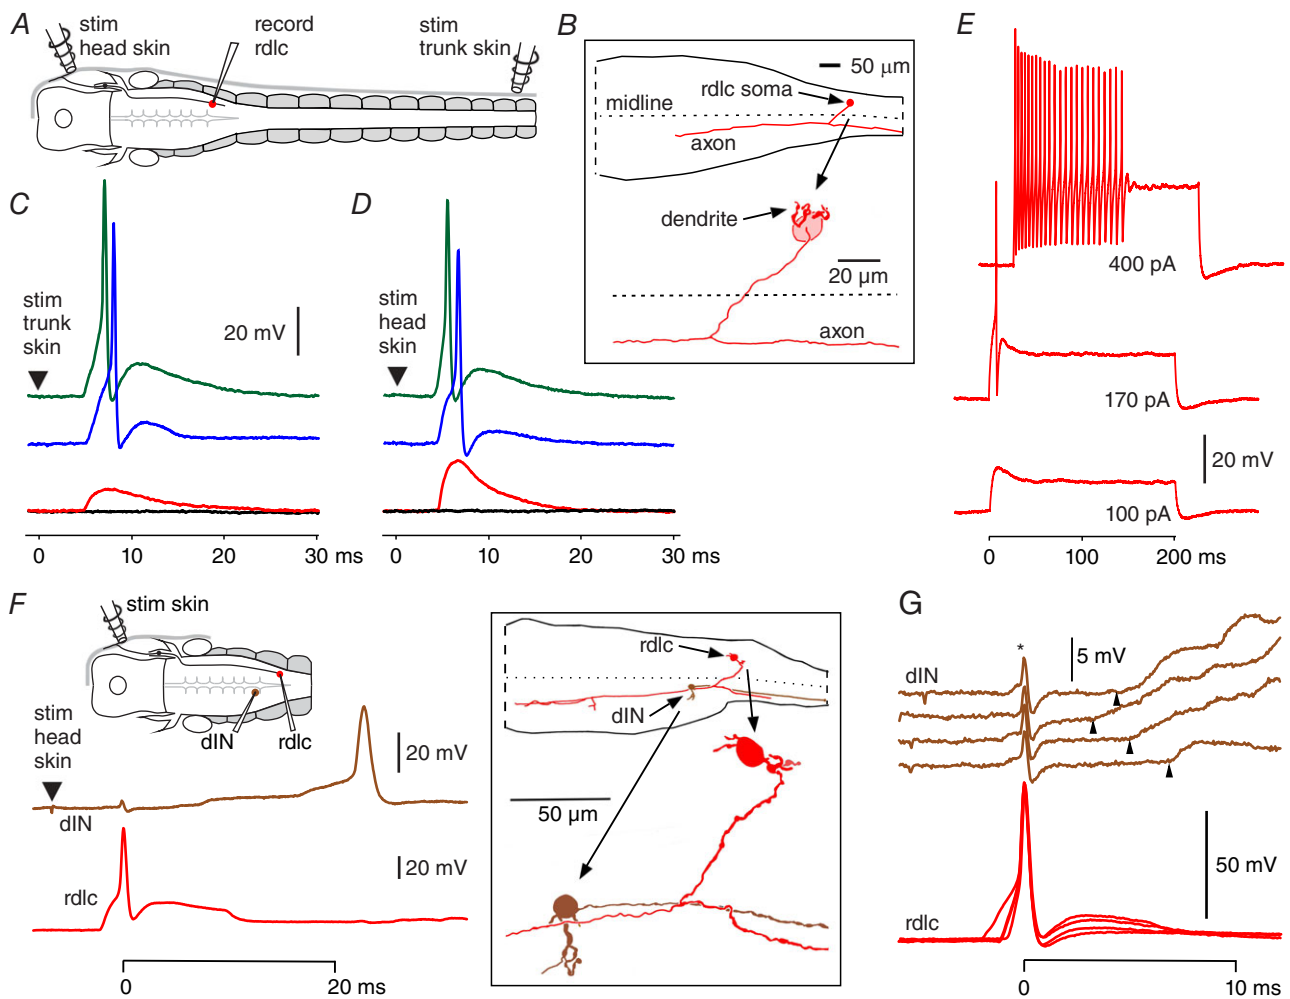 A
stim
head skin
record
rdlc
stim
trunk skin
B
50 μm
rdlc soma
midline
axon
dendrite
20 μm
axon
C
stim
trunk
skin
20 mV
0 10 20 30 ms
D
stim
head
skin
0 10 20 30 ms
E
400 pA
170 pA
20 mV
100 pA
0 100 200 ms
F
stim skin
dIN
rdlc
stim
head
skin
20 mV
dIN
20 mV
rdlc
0 20 ms
rdlc
dIN
50 μm
G
*
5 mV
dIN
50 mV
rdlc
0 10 ms